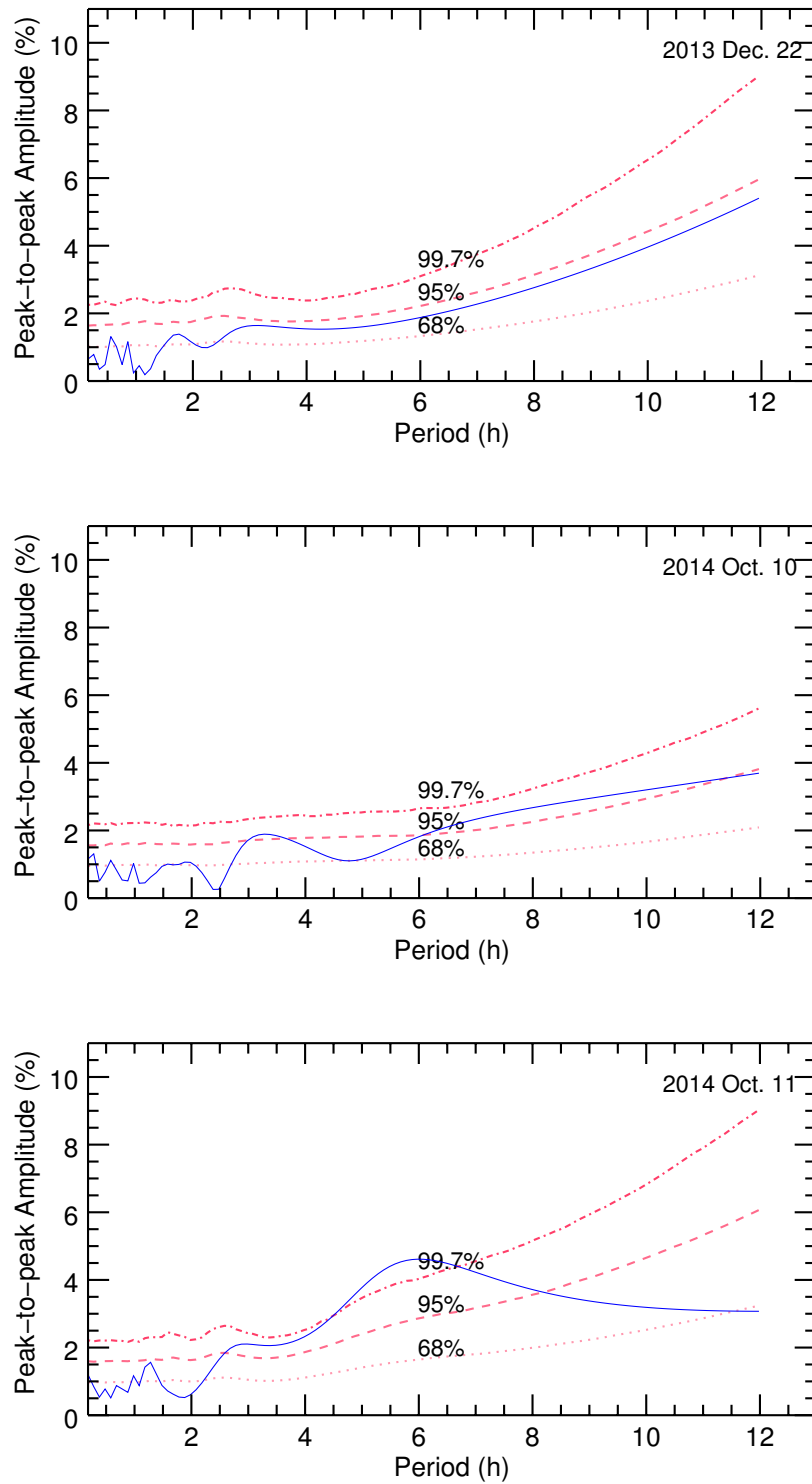 10
8
6
4
2
0
Peak-to-peak Amplitude (%)
2013 Dec. 22
99.7%
95%
68%
2 4 6 8 10 12
Period (h)
10
8
6
4
2
0
Peak-to-peak Amplitude (%)
2014 Oct. 10
99.7%
95%
68%
2 4 6 8 10 12
Period (h)
10
8
6
4
2
0
Peak-to-peak Amplitude (%)
2014 Oct. 11
99.7%
95%
68%
2 4 6 8 10 12
Period (h)